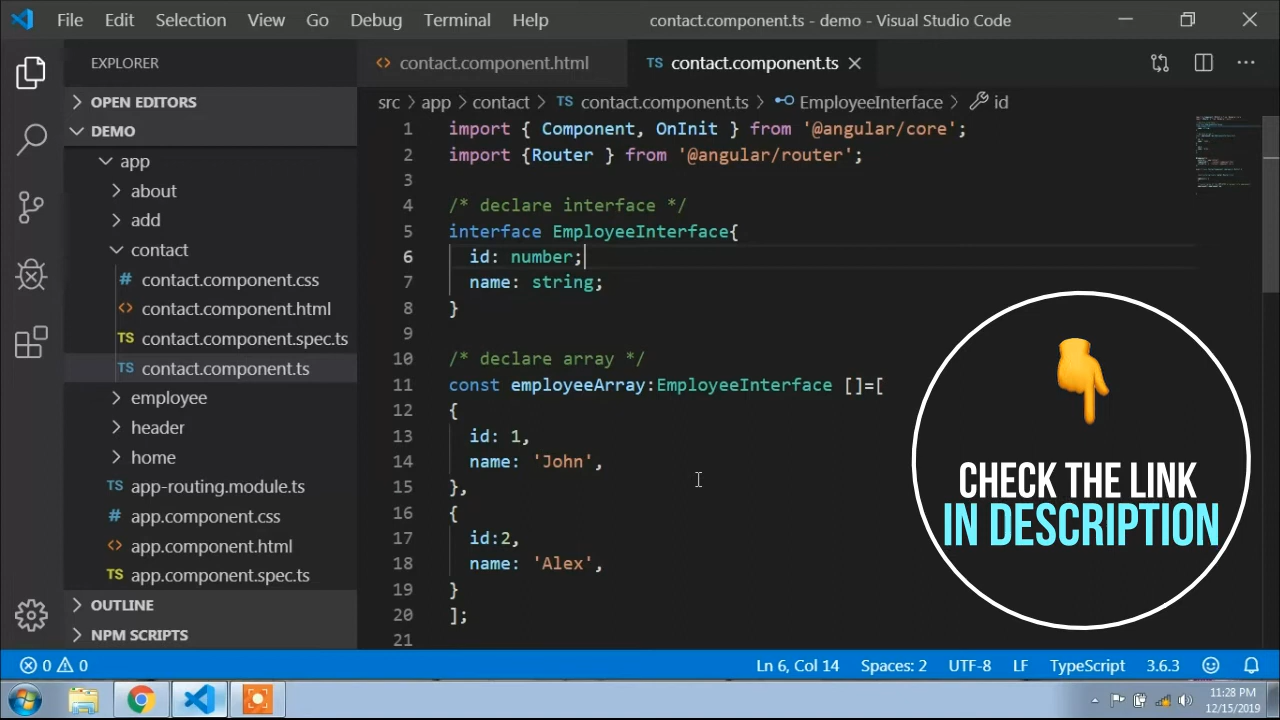 File Edit Selection View Go Debug Terminal Help contact.component.ts - demo - Visual Studio Code
EXPLORER
OPEN EDITORS
DEMO
app
about
add
contact
# contact.component.css
<> contact.component.html
TS contact.component.spec.ts
TS contact.component.ts
employee
header
home
TS app-routing.module.ts
# app.component.css
<> app.component.html
TS app.component.spec.ts
OUTLINE
NPM SCRIPTS
<> contact.component.html TS contact.component.ts
src > app > contact > TS contact.component.ts > EmployeeInterface > id
1 import { Component, OnInit } from '@angular/core';
2 import {Router } from '@angular/router';
3
4 /* declare interface */
5 interface EmployeeInterface{
6 id: number;
7 name: string;
8 }
9
10 /* declare array */
11 const employeeArray:EmployeeInterface []=[
12 {
13 id: 1,
14 name: 'John',
15 },
16 {
17 id:2,
18 name: 'Alex',
19 }
20 ];
21
CHECK THE LINK
IN DESCRIPTION
0 0 Ln 6, Col 14 Spaces: 2 UTF-8 LF TypeScript 3.6.3
11:28 PM
12/15/2019